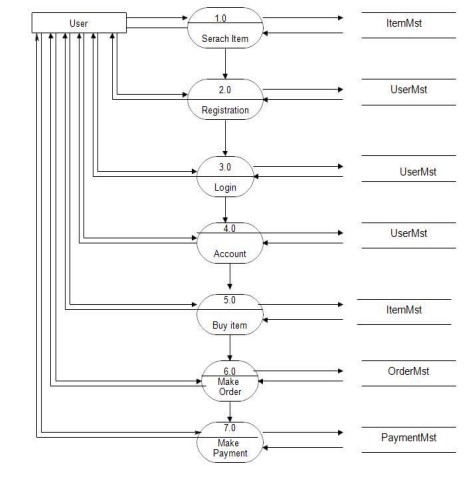 User
1.0
Serach Item
ItemMst
2.0
Registration
UserMst
3.0
Login
UserMst
4.0
Account
UserMst
5.0
Buy item
ItemMst
6.0
Make
Order
OrderMst
7.0
Make
Payment
PaymentMst